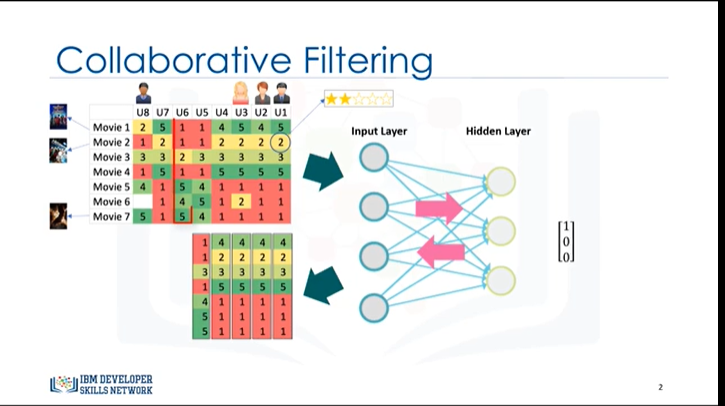 Collaborative Filtering
U8 U7 U6 U5 U4 U3 U2 U1
Movie 1 2 5 1 1 4 5 4 5
Movie 2 1 2 1 1 2 2 2 2
Movie 3 3 3 2 3 3 3 3 3
Movie 4 1 5 1 1 5 5 5 5
Movie 5 4 1 5 4 1 1 1 1
Movie 6 1 4 5 1 2 1 1
Movie 7 5 1 5 4 1 1 1 1
Input Layer
Hidden Layer
1
0
0
1 4 4 4 4
1 2 2 2 2
3 3 3 3 3
1 5 5 5 5
4 1 1 1 1
5 1 1 1 1
5 1 1 1 1
IBM DEVELOPER
SKILLS NETWORK
2